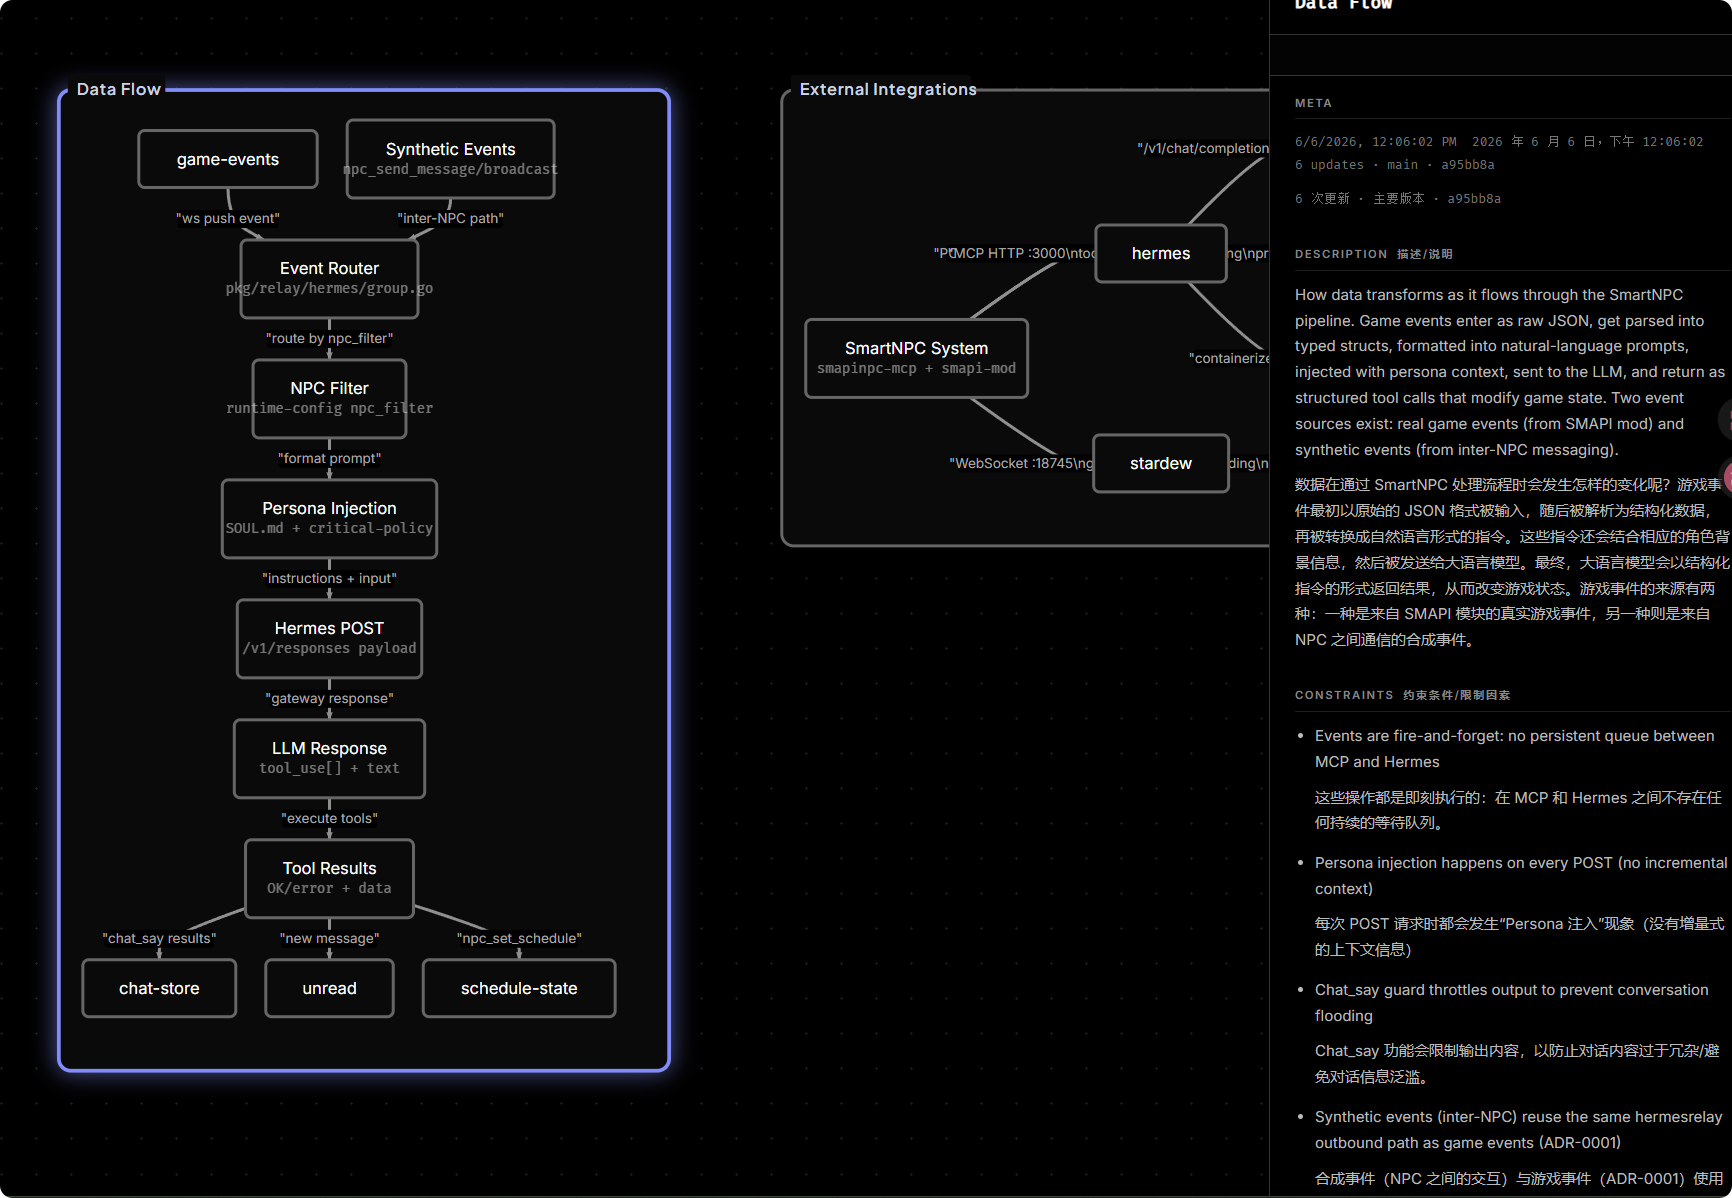 Data Flow
game-events
Synthetic Events
npc_send_message/broadcast
"ws push event"
"inter-NPC path"
Event Router
pkg/relay/hermes/group.go
"route by npc_filter"
NPC Filter
runtime-config npc_filter
"format prompt"
Persona Injection
SOUL.md + critical-policy
"instructions + input"
Hermes POST
/v1/responses payload
"gateway response"
LLM Response
tool_use[] + text
"execute tools"
Tool Results
OK/error + data
"chat_say results"
"new message"
"npc_set_schedule"
chat-store
unread
schedule-state
External Integrations
"/v1/chat/completion
MCP HTTP :3000\ntoo
hermes
ng\npr
SmartNPC System
smapinpc-mcp + smapi-mod
"containerize
"WebSocket :18745\ng
stardew
ding\n
Data Flow
META
6/6/2026, 12:06:02 PM 2026 年 6 月 6 日，下午 12:06:02
6 updates · main · a95bb8a
6 次更新 · 主要版本 · a95bb8a
DESCRIPTION 描述/说明
How data transforms as it flows through the SmartNPC
pipeline. Game events enter as raw JSON, get parsed into
typed structs, formatted into natural-language prompts,
injected with persona context, sent to the LLM, and return as
structured tool calls that modify game state. Two event
sources exist: real game events (from SMAPI mod) and
synthetic events (from inter-NPC messaging).
数据在通过 SmartNPC 处理流程时会发生怎样的变化呢？游戏事
件最初以原始的 JSON 格式被输入，随后被解析为结构化数据，
再被转换成自然语言形式的指令。这些指令还会结合相应的角色背
景信息，然后被发送给大语言模型。最终，大语言模型会以结构化
指令的形式返回结果，从而改变游戏状态。游戏事件的来源有两
种：一种是来自 SMAPI 模块的真实游戏事件，另一种则是来自
NPC 之间通信的合成事件。
CONSTRAINTS 约束条件/限制因素
• Events are fire-and-forget: no persistent queue between
MCP and Hermes
这些操作都是即刻执行的：在 MCP 和 Hermes 之间不存在任
何持续的等待队列。
• Persona injection happens on every POST (no incremental
context)
每次 POST 请求时都会发生“Persona 注入”现象（没有增量式
的上下文信息）
• Chat_say guard throttles output to prevent conversation
flooding
Chat_say 功能会限制输出内容，以防止对话内容过于冗杂/避
免对话信息泛滥。
• Synthetic events (inter-NPC) reuse the same hermesrelay
outbound path as game events (ADR-0001)
合成事件（NPC 之间的交互）与游戏事件（ADR-0001）使用